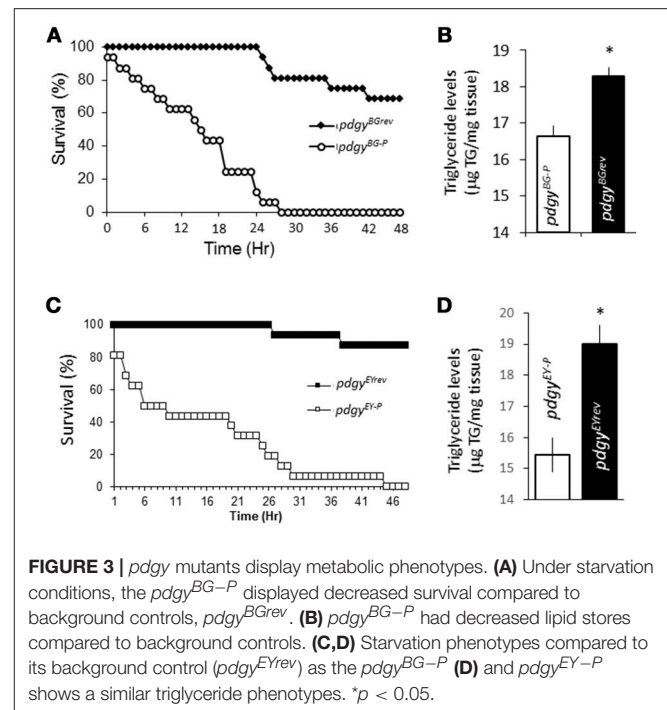 A
Survival (%)
100
80
60
40
20
0
pdgy^BGrev
pdgy^BG-P
0 6 12 18 24 30 36 42 48
Time (Hr)
B
Triglyceride levels
(µg TG/mg tissue)
19
18
17
16
15
14
*
pdgy^BG-P
pdgy^BGrev
C
Survival (%)
100
80
60
40
20
0
pdgy^EYrev
pdgy^EY-P
1 6 11 16 21 26 31 36 41 46
Time (Hr)
D
Triglyceride levels
(µg TG/mg tissue)
20
19
18
17
16
15
14
*
pdgy^EY-P
pdgy^EYrev
FIGURE 3 | pdgy mutants display metabolic phenotypes. (A) Under starvation
conditions, the pdgy^BG−P displayed decreased survival compared to
background controls, pdgy^BGrev. (B) pdgy^BG−P had decreased lipid stores
compared to background controls. (C,D) Starvation phenotypes compared to
its background control (pdgy^EYrev) as the pdgy^BG−P (D) and pdgy^EY−P
shows a similar triglyceride phenotypes. *p < 0.05.